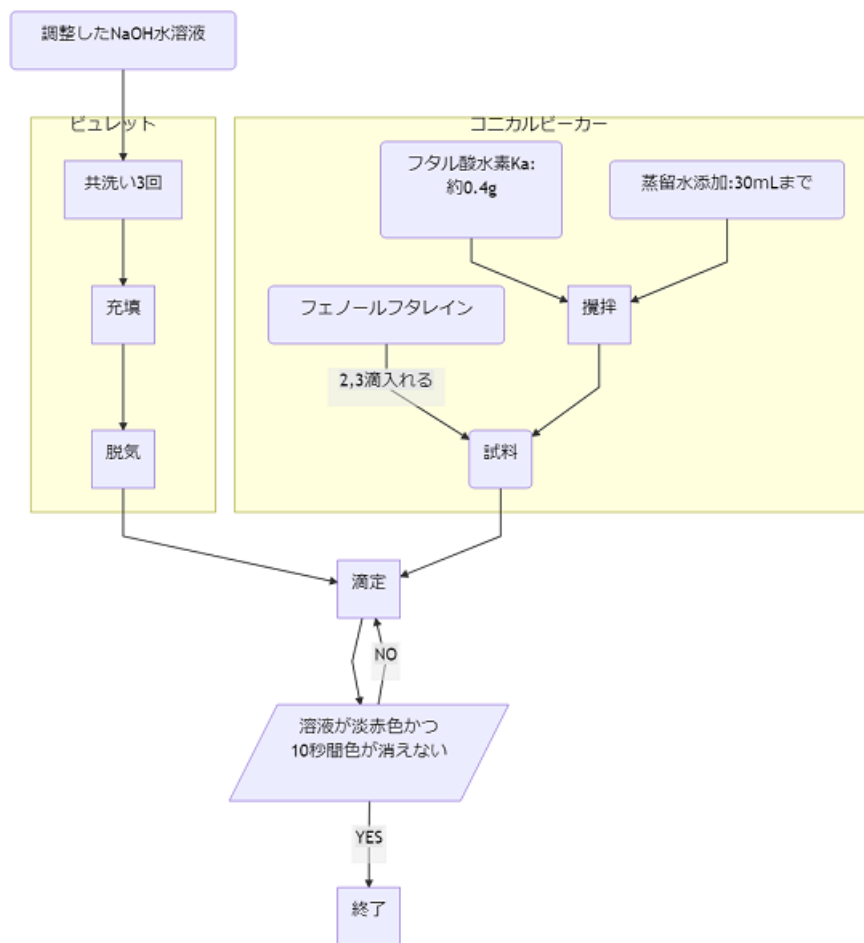 調整したNaOH水溶液
ビュレット
コニカルビーカー
共洗い3回
フタル酸水素Ka:
約0.4g
蒸留水添加:30mLまで
充填
フェノールフタレイン
攪拌
2,3滴入れる
脱気
試料
滴定
NO
溶液が淡赤色かつ
10秒間色が消えない
YES
終了